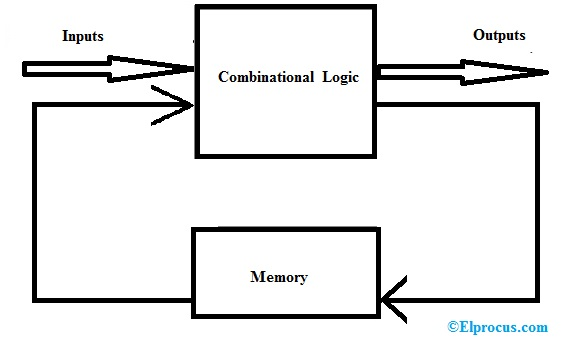 Inputs
Outputs
Combinational Logic
Memory
©Elprocus.com